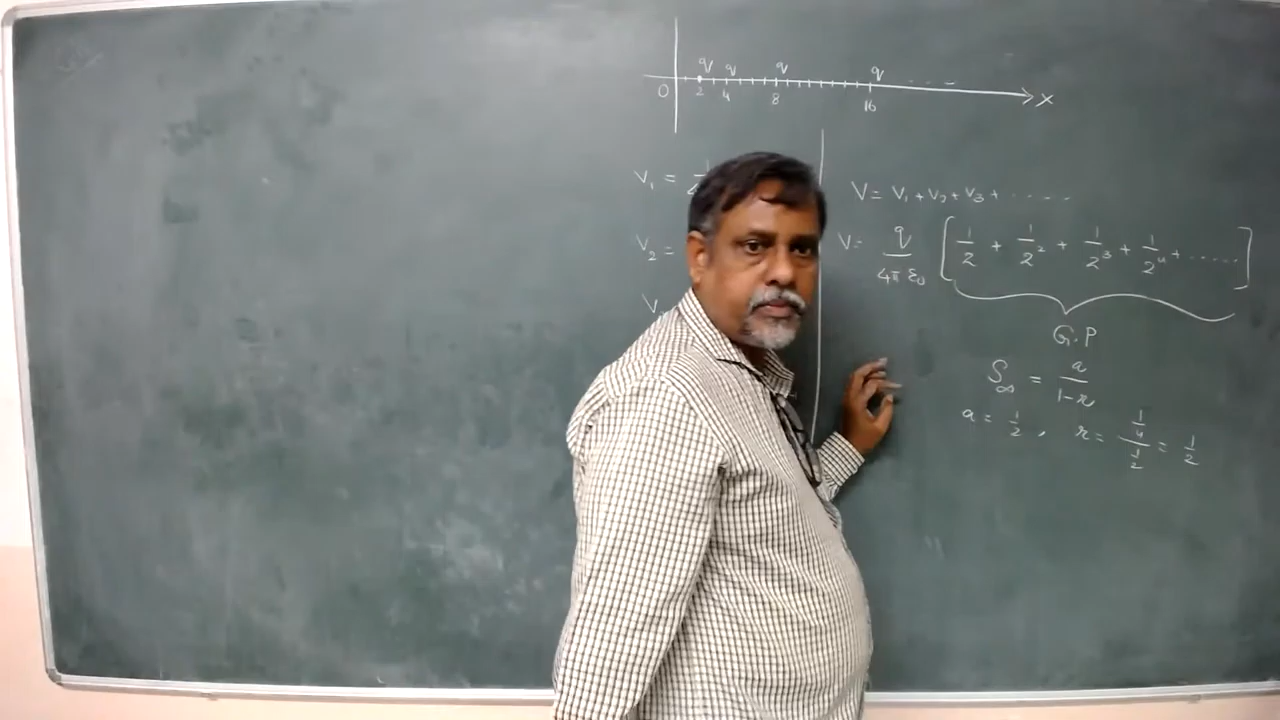 q q q q ....
O 2 4 8 16 X
V₁ =
V₂ =
V
V = V₁ + V₂ + V₃ + .....
V = q/4πε₀ [1/2 + 1/2² + 1/2³ + 1/2⁴ + .....]
G.P
S∞ = a/1-r
a = 1/2 , r = 1/4 / 1/2 = 1/2